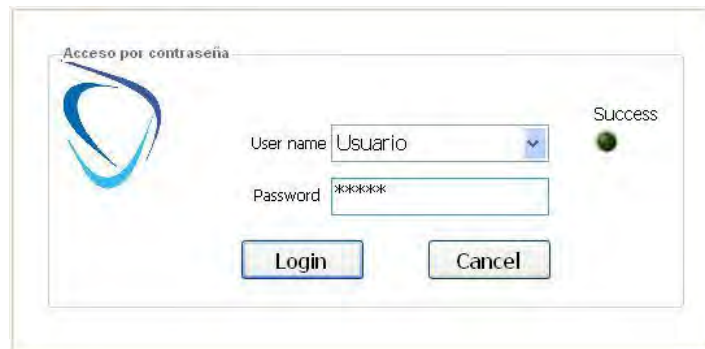 Acceso por contraseña
Success
User name Usuario
Password *****
Login Cancel